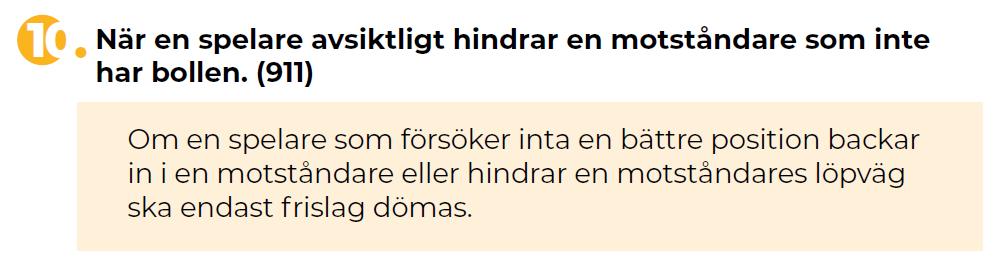 10. När en spelare avsiktligt hindrar en motståndare som inte
har bollen. (911)
Om en spelare som försöker inta en bättre position backar
in i en motståndare eller hindrar en motståndares löpväg
ska endast frislag dömas.